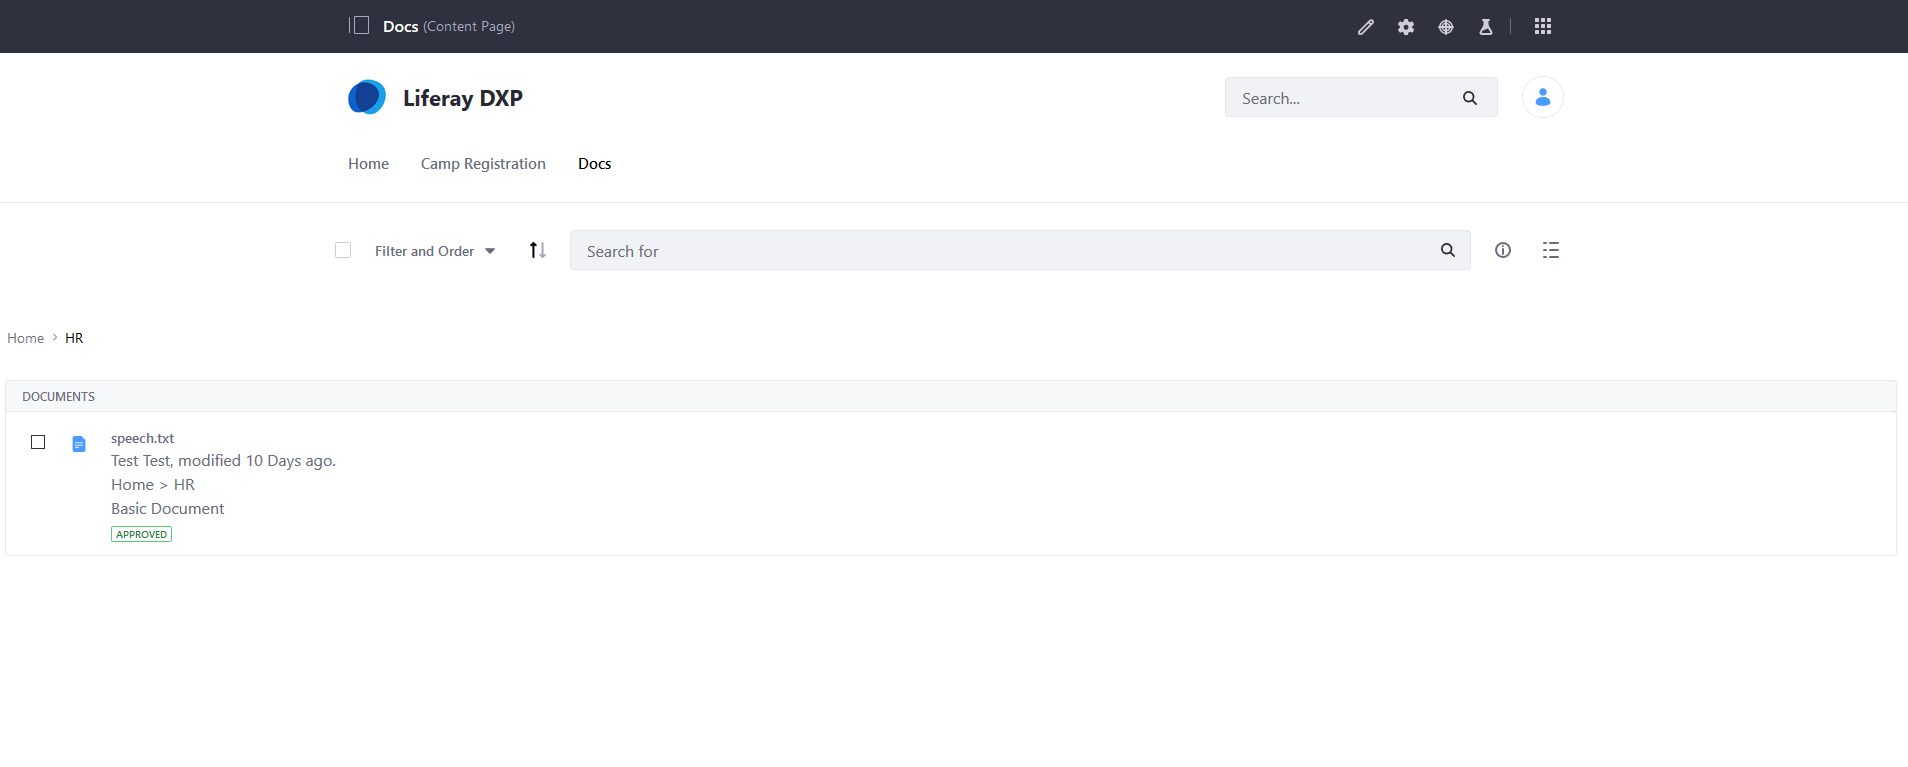 Docs (Content Page)
Liferay DXP
Search...
Home Camp Registration Docs
Filter and Order
Search for
Home > HR
DOCUMENTS
speech.txt
Test Test, modified 10 Days ago.
Home > HR
Basic Document
APPROVED